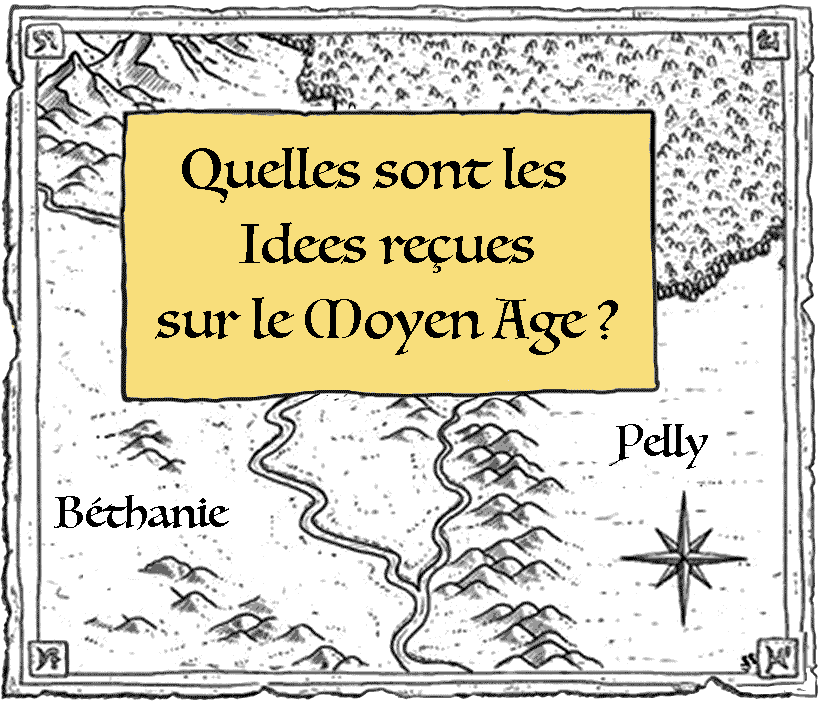 Quelles sont les
Idees reçues
sur le Moyen Age ?
Pelly
Béthanie